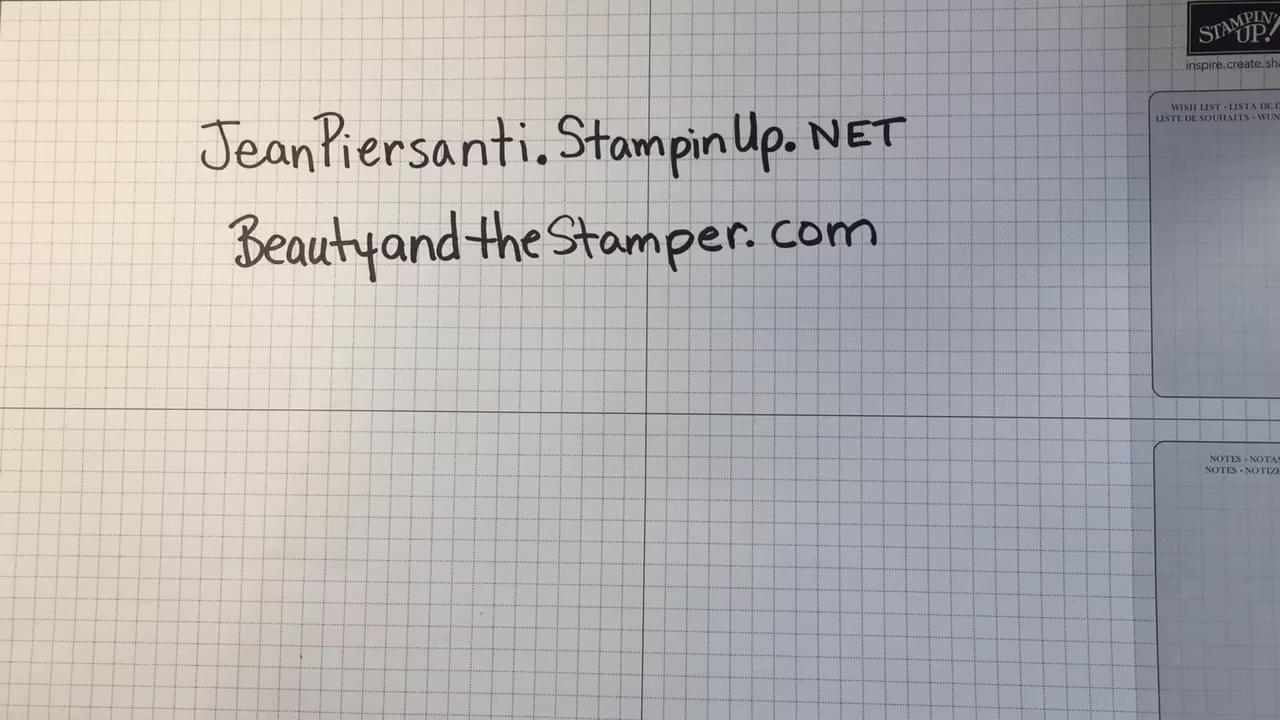 STAMPIN'
UP!
inspire.create.sh
JeanPiersanti.StampinUp.NET
BeautyandtheStamper.com
WISH LIST • LISTA DE
LISTE DE SOUHAITS • WUN
NOTES • NOTAS
NOTES • NOTIZE